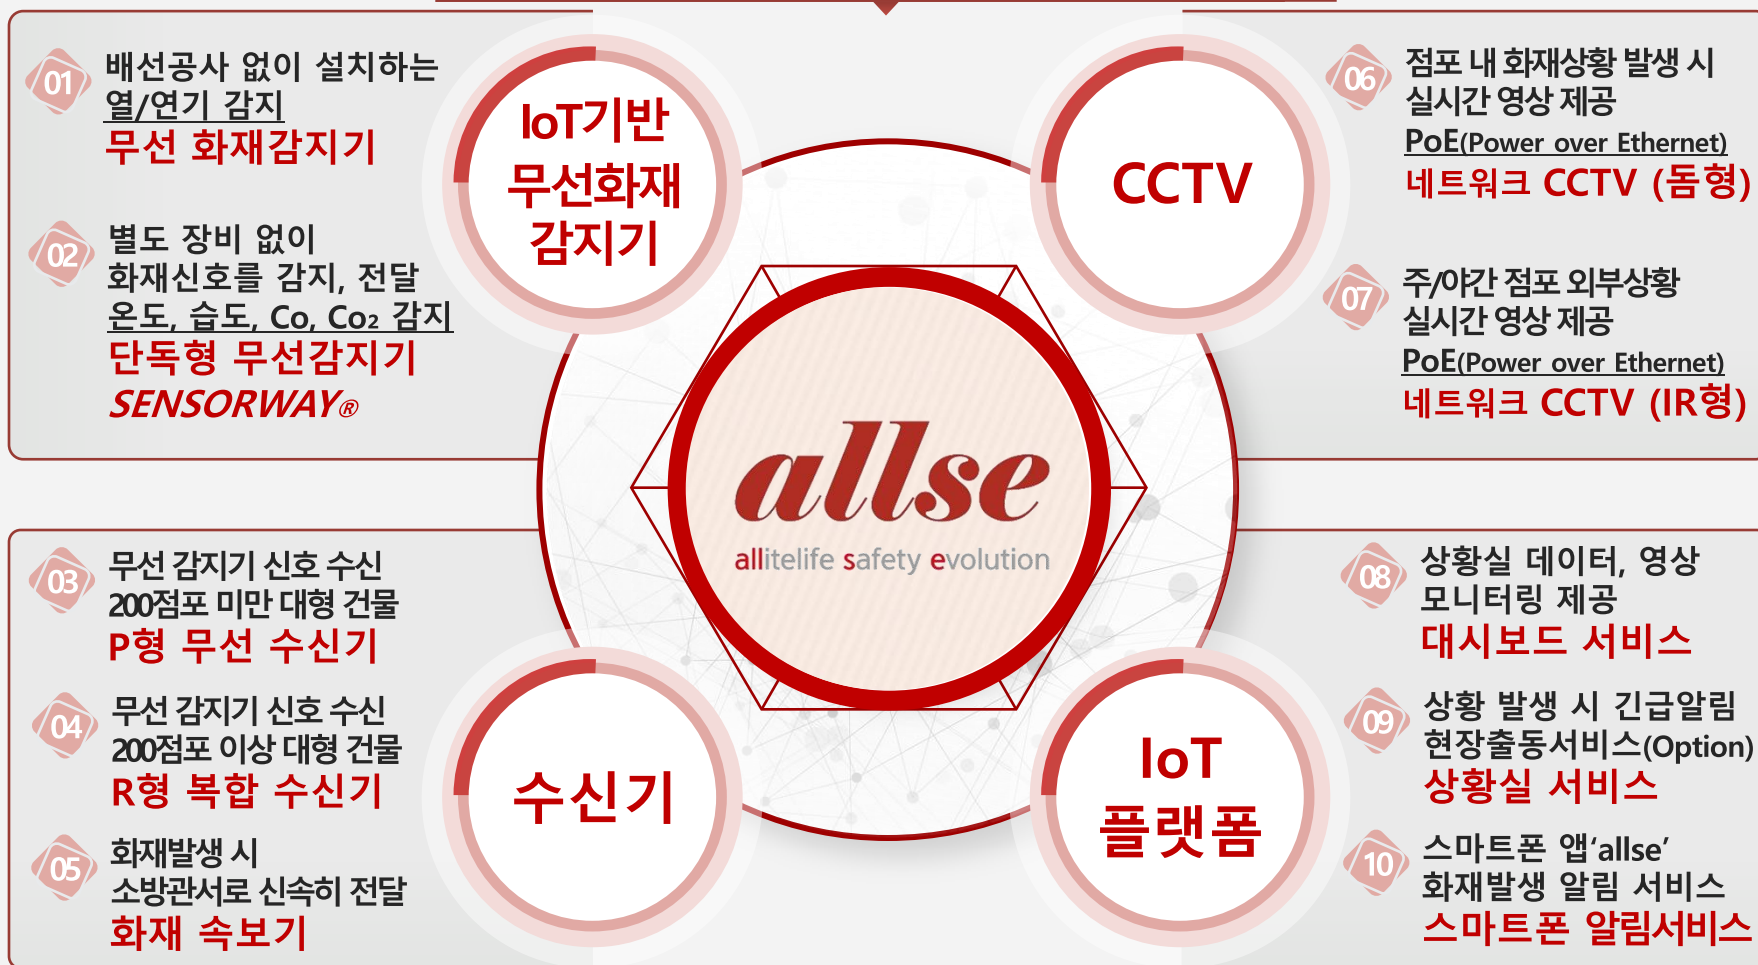 01
배선공사 없이 설치하는
열/연기 감지
무선 화재감지기
02
별도 장비 없이
화재신호를 감지, 전달
온도, 습도, Co, Co₂ 감지
단독형 무선감지기
SENSORWAY®
IoT기반
무선화재
감지기
CCTV
06
점포 내 화재상황 발생 시
실시간 영상 제공
PoE(Power over Ethernet)
네트워크 CCTV (돔형)
07
주/야간 점포 외부상황
실시간 영상 제공
PoE(Power over Ethernet)
네트워크 CCTV (IR형)
allse
allitelife safety evolution
03
무선 감지기 신호 수신
200점포 미만 대형 건물
P형 무선 수신기
04
무선 감지기 신호 수신
200점포 이상 대형 건물
R형 복합 수신기
05
화재발생 시
소방관서로 신속히 전달
화재 속보기
수신기
IoT
플랫폼
08
상황실 데이터, 영상
모니터링 제공
대시보드 서비스
09
상황 발생 시 긴급알림
현장출동서비스(Option)
상황실 서비스
10
스마트폰 앱‘allse’
화재발생 알림 서비스
스마트폰 알림서비스